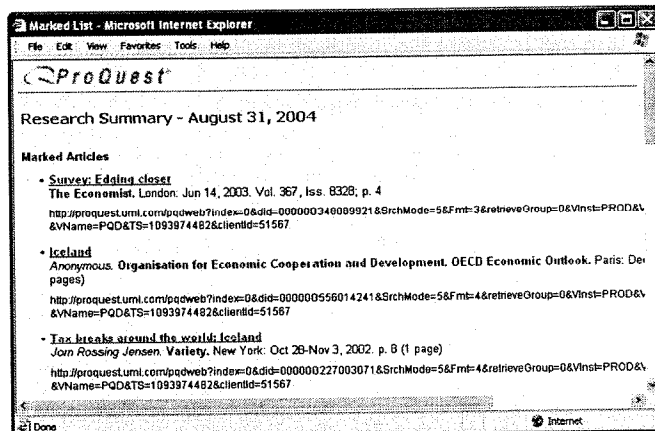 Marked List - Microsoft Internet Explorer
File Edit View Favorites Tools Help
ProQuest
Research Summary - August 31, 2004
Marked Articles
• Survey: Edging closer
The Economist. London: Jun 14, 2003. Vol. 367, Iss. 8328; p. 4
http://proquest.umi.com/pqdweb?index=0&did=000000348089921&SrchMode=5&Fmt=3&retrieveGroup=0&VInst=PROD&V
&VName=PQD&TS=1093974482&clientId=51567
• Iceland
Anonymous. Organisation for Economic Cooperation and Development. OECD Economic Outlook. Paris: De
pages)
http://proquest.umi.com/pqdweb?index=0&did=000000556014241&SrchMode=5&Fmt=4&retrieveGroup=0&VInst=PROD&V
&VName=PQD&TS=1093974482&clientId=51567
• Tax breaks around the world: Iceland
Jorn Rossing Jensen. Variety. New York: Oct 28-Nov 3, 2002. p. 8 (1 page)
http://proquest.umi.com/pqdweb?index=0&did=000000227003071&SrchMode=5&Fmt=4&retrieveGroup=0&VInst=PROD&V
&VName=PQD&TS=1093974482&clientId=51567
Done Internet